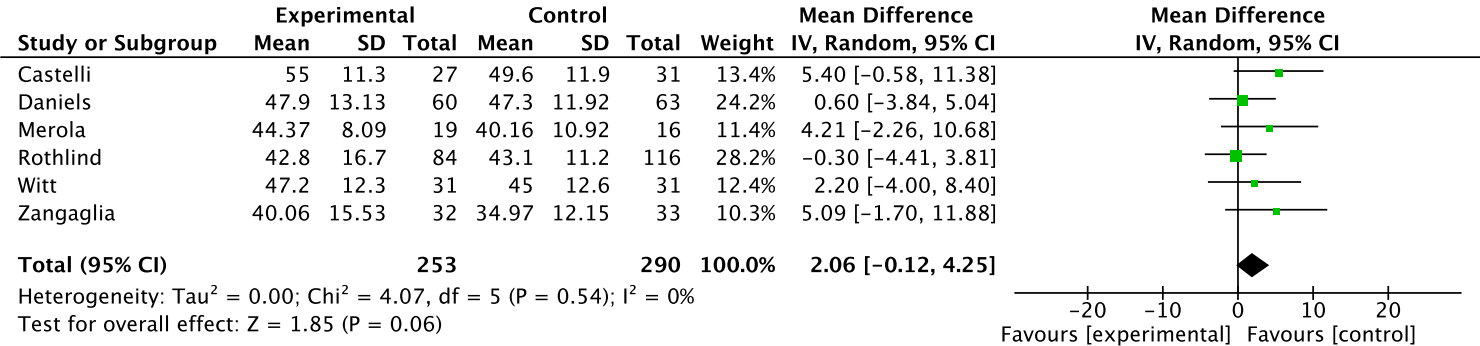 Experimental Control Mean Difference Mean Difference
Study or Subgroup Mean SD Total Mean SD Total Weight IV, Random, 95% CI IV, Random, 95% CI
Castelli 55 11.3 27 49.6 11.9 31 13.4% 5.40 [−0.58, 11.38]
Daniels 47.9 13.13 60 47.3 11.92 63 24.2% 0.60 [−3.84, 5.04]
Merola 44.37 8.09 19 40.16 10.92 16 11.4% 4.21 [−2.26, 10.68]
Rothlind 42.8 16.7 84 43.1 11.2 116 28.2% −0.30 [−4.41, 3.81]
Witt 47.2 12.3 31 45 12.6 31 12.4% 2.20 [−4.00, 8.40]
Zangaglia 40.06 15.53 32 34.97 12.15 33 10.3% 5.09 [−1.70, 11.88]
Total (95% CI) 253 290 100.0% 2.06 [−0.12, 4.25]
Heterogeneity: Tau² = 0.00; Chi² = 4.07, df = 5 (P = 0.54); I² = 0%
Test for overall effect: Z = 1.85 (P = 0.06)
−20 −10 0 10 20
Favours [experimental] Favours [control]